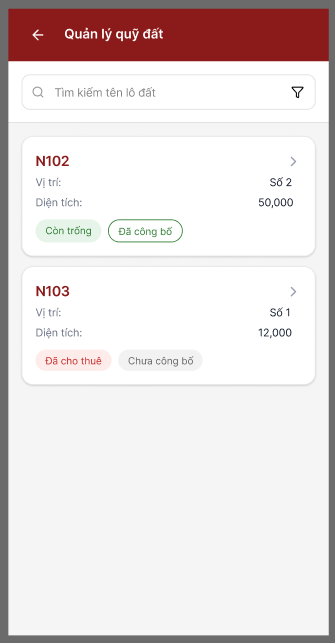 Quản lý quỹ đất
Tìm kiếm tên lô đất
N102
Vị trí: Số 2
Diện tích: 50,000
Còn trống Đã công bố
N103
Vị trí: Số 1
Diện tích: 12,000
Đã cho thuê Chưa công bố